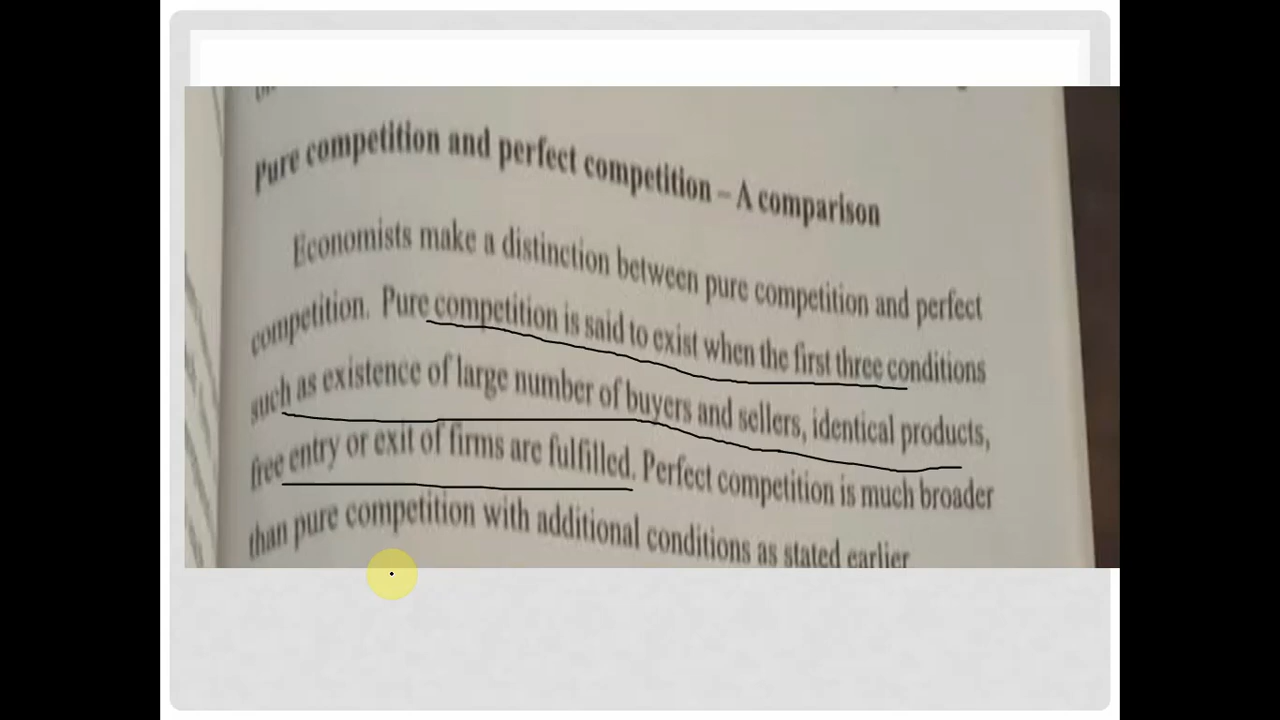 Pure competition and perfect competition – A comparison
Economists make a distinction between pure competition and perfect
competition. Pure competition is said to exist when the first three conditions
such as existence of large number of buyers and sellers, identical products,
free entry or exit of firms are fulfilled. Perfect competition is much broader
than pure competition with additional conditions as stated earlier